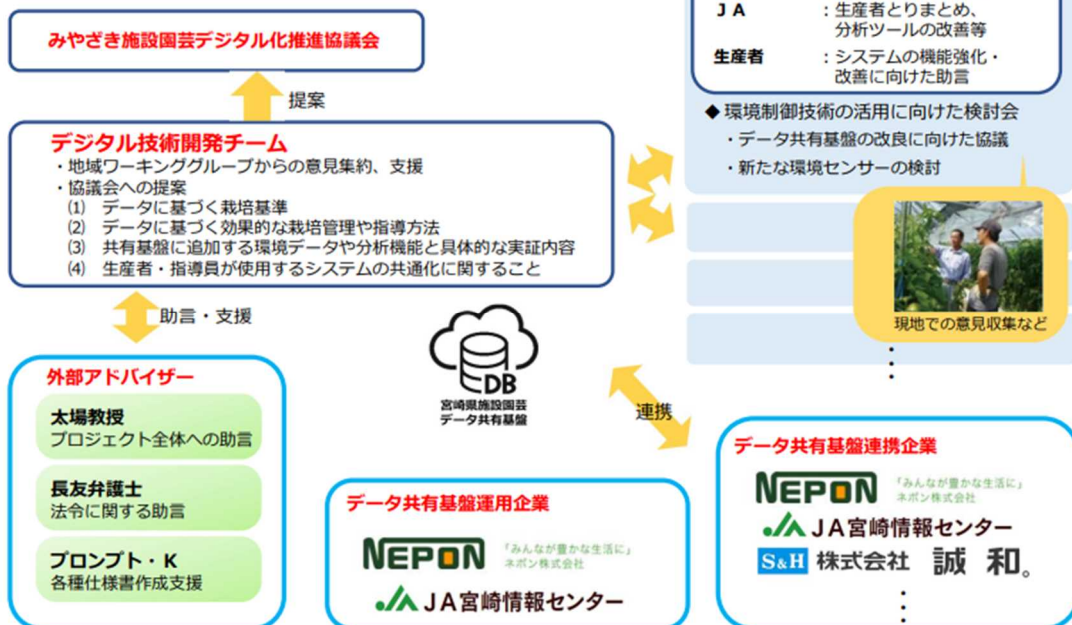 みやざき施設園芸デジタル化推進協議会
提案
デジタル技術開発チーム
・地域ワーキンググループからの意見集約、支援
・協議会への提案
(1) データに基づく栽培基準
(2) データに基づく効果的な栽培管理や指導方法
(3) 共有基盤に追加する環境データや分析機能と具体的な実証内容
(4) 生産者・指導員が使用するシステムの共通化に関すること
JA ：生産者とりまとめ、
分析ツールの改善等
生産者 ：システムの機能強化・
改善に向けた助言
◆環境制御技術の活用に向けた検討会
・データ共有基盤の改良に向けた協議
・新たな環境センサーの検討
現地での意見収集など
助言・支援
外部アドバイザー
太場教授
プロジェクト全体への助言
長友弁護士
法令に関する助言
プロンプト・K
各種仕様書作成支援
DB
宮崎県施設園芸
データ共有基盤
連携
データ共有基盤運用企業
NEPON 「みんなが豊かな生活に」
ネポン株式会社
JA宮崎情報センター
データ共有基盤連携企業
NEPON 「みんなが豊かな生活に」
ネポン株式会社
JA宮崎情報センター
S&H 株式会社 誠和。